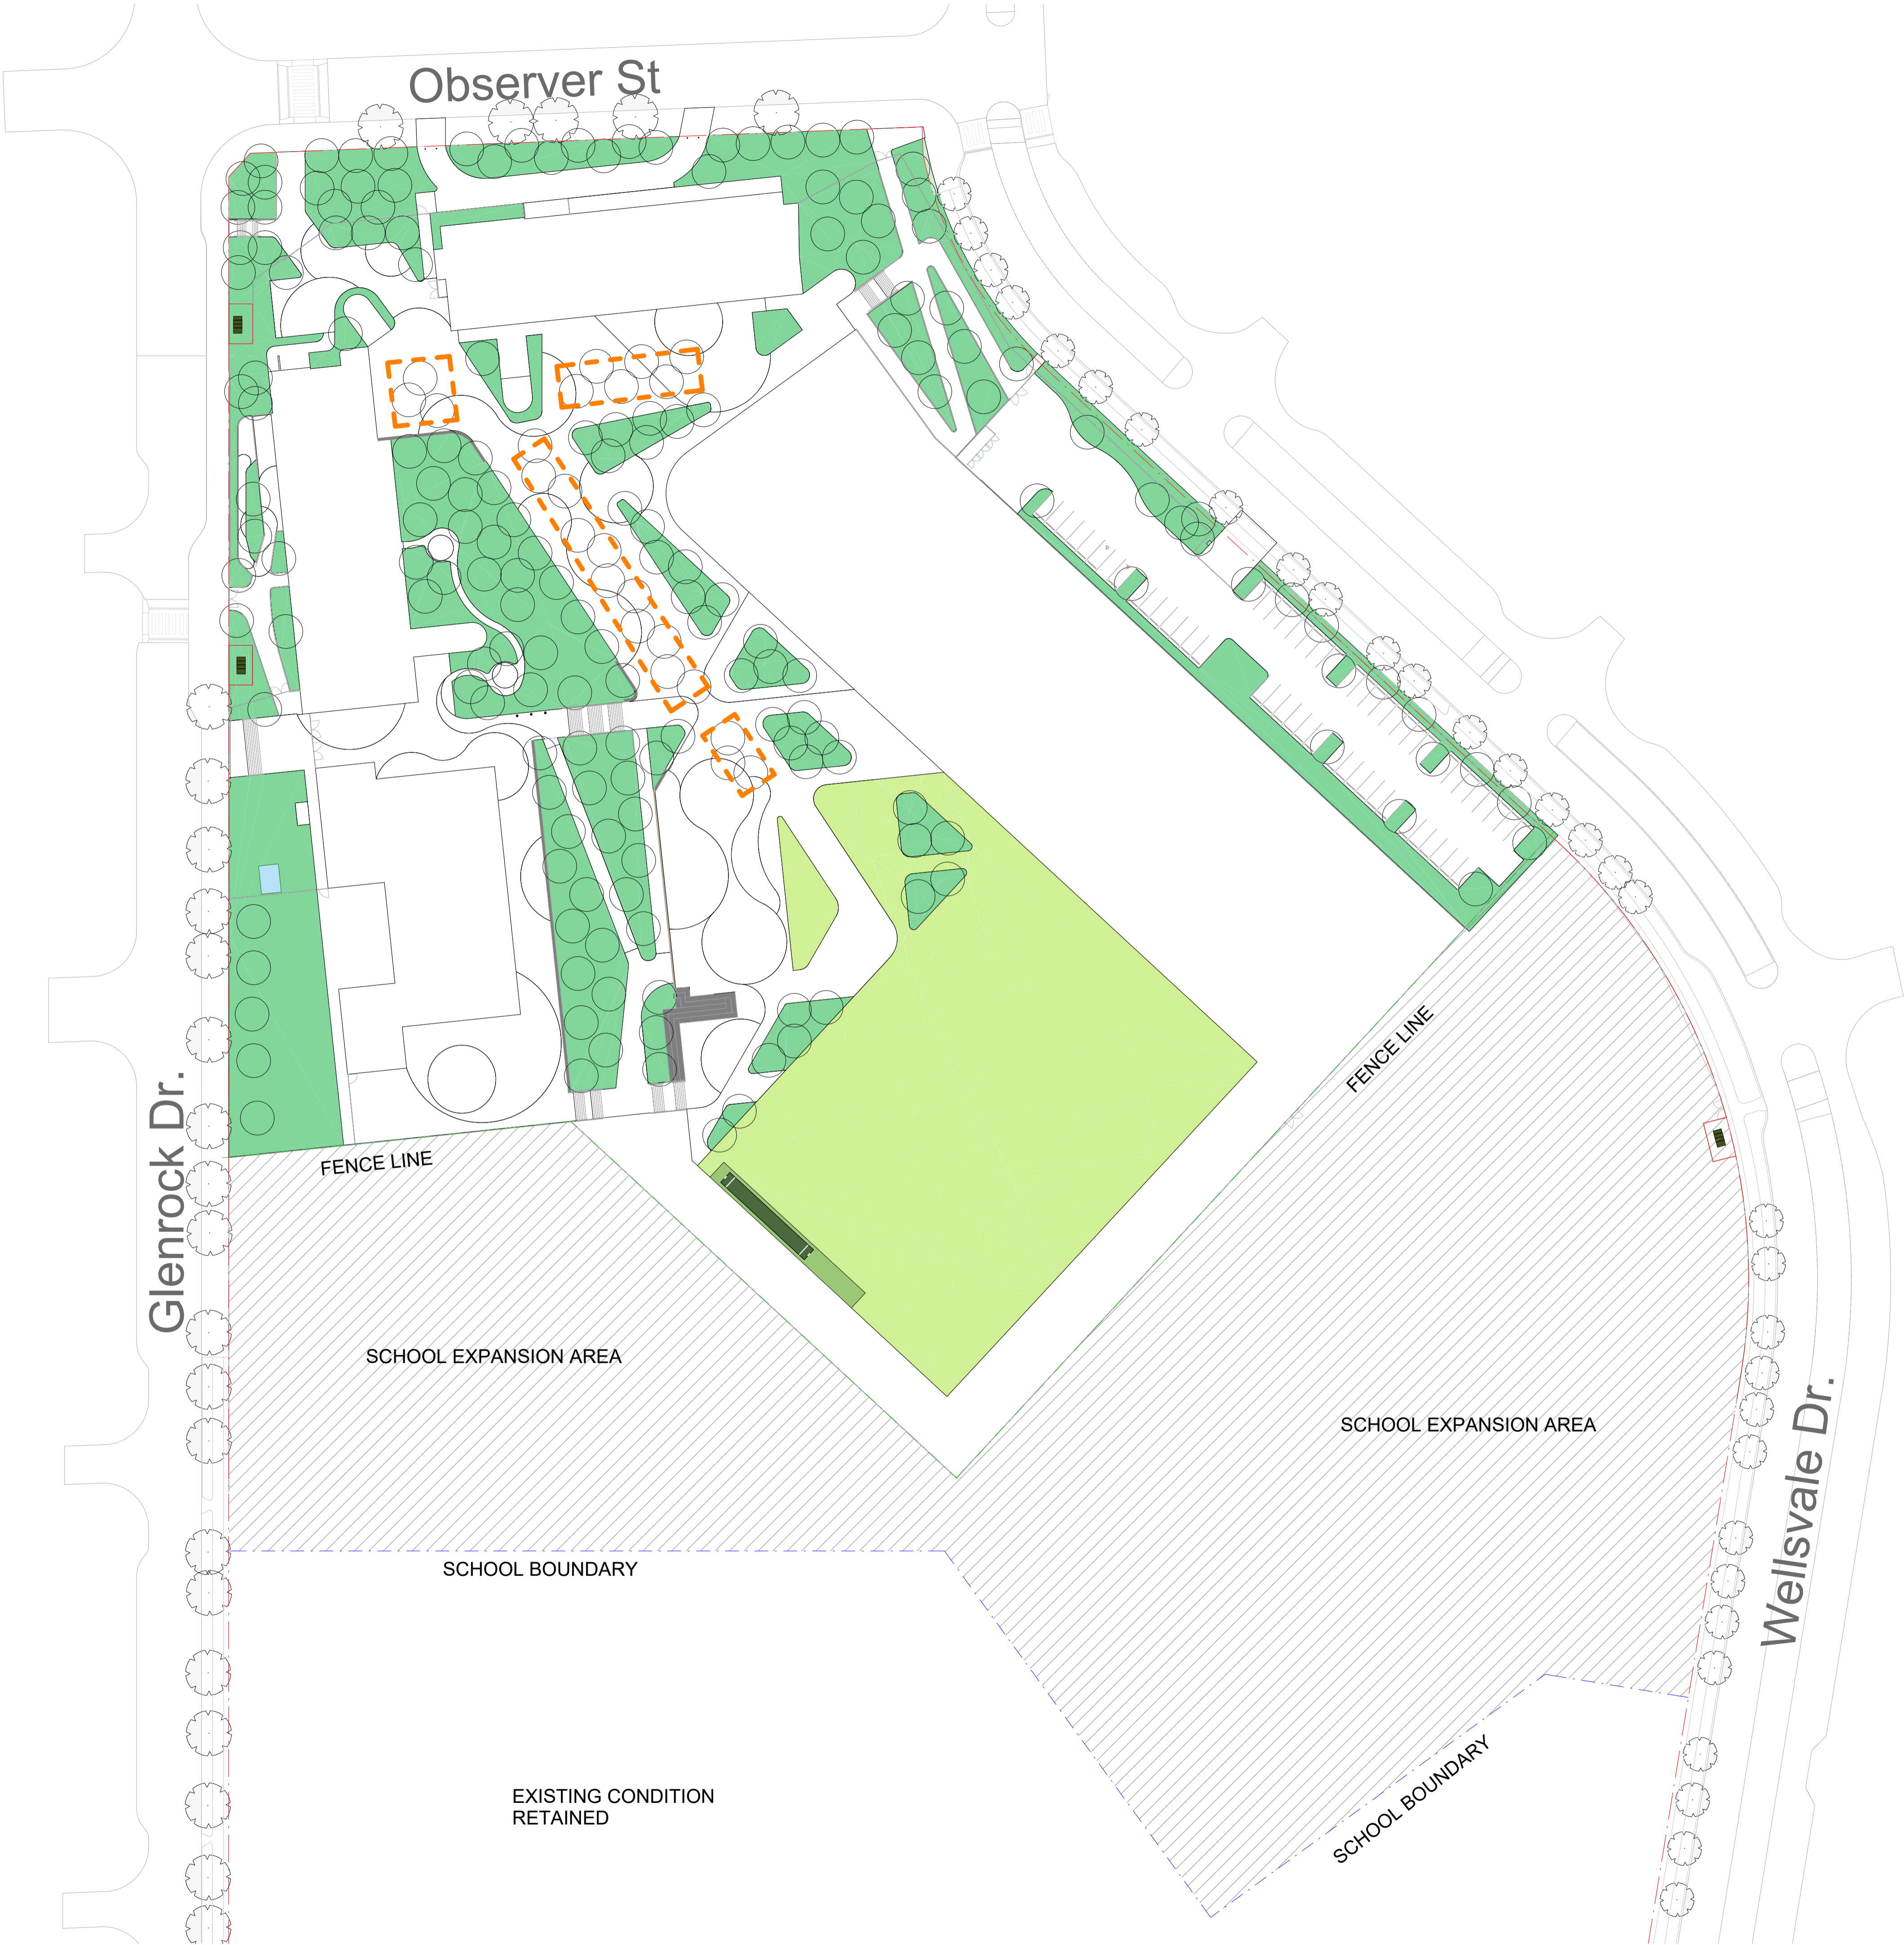 Observer St
Glenrock Dr.
FENCE LINE
FENCE LINE
SCHOOL EXPANSION AREA
SCHOOL EXPANSION AREA
Wellsvale Dr.
SCHOOL BOUNDARY
SCHOOL BOUNDARY
EXISTING CONDITION
RETAINED